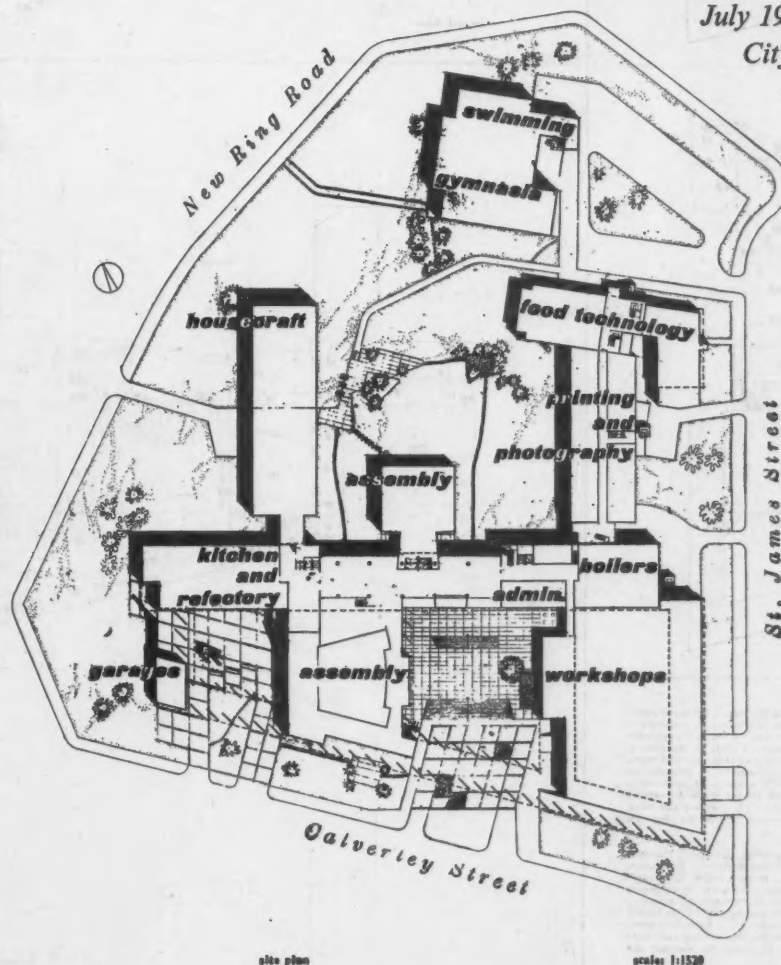 July 19
City
New Ring Road
swimming
gymnasia
housecraft
food technology
printing
and
photography
assembly
kitchen
and
refectory
boilers
admin.
St. James Street
garages
assembly
workshops
Calverley Street
site plan
scale: 1:1520